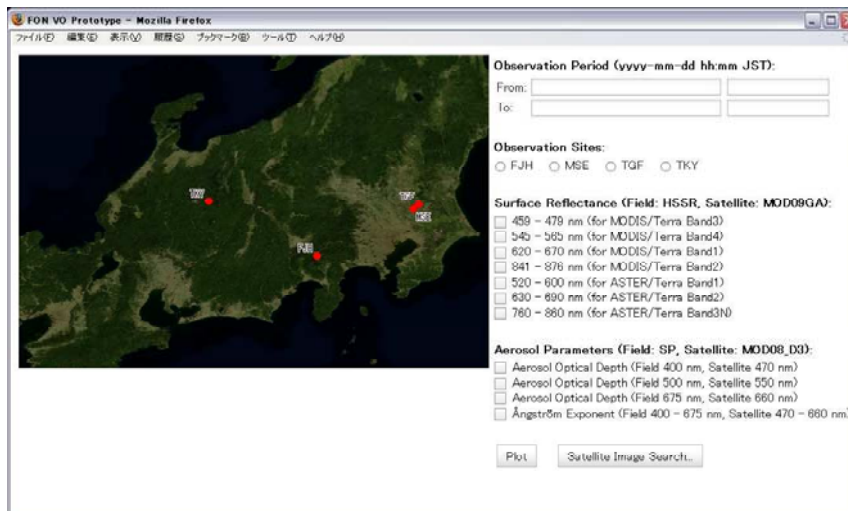 FON VO Prototype - Mozilla Firefox
ファイル(F) 編集(E) 表示(V) 履歴(S) ブックマーク(B) ツール(T) ヘルプ(H)
TKY
TGF
MSE
FJH
Observation Period (yyyy-mm-dd hh:mm JST):
From:
To:
Observation Sites:
FJH MSE TGF TKY
Surface Reflectance (Field: HSSR, Satellite: MOD09GA):
459 - 479 nm (for MODIS/Terra Band3)
545 - 565 nm (for MODIS/Terra Band4)
620 - 670 nm (for MODIS/Terra Band1)
841 - 876 nm (for MODIS/Terra Band2)
520 - 600 nm (for ASTER/Terra Band1)
630 - 690 nm (for ASTER/Terra Band2)
760 - 860 nm (for ASTER/Terra Band3N)
Aerosol Parameters (Field: SP, Satellite: MOD08_D3):
Aerosol Optical Depth (Field 400 nm, Satellite 470 nm)
Aerosol Optical Depth (Field 500 nm, Satellite 550 nm)
Aerosol Optical Depth (Field 675 nm, Satellite 660 nm)
Ångström Exponent (Field 400 - 675 nm, Satellite 470 - 660 nm)
Plot Satellite Image Search...